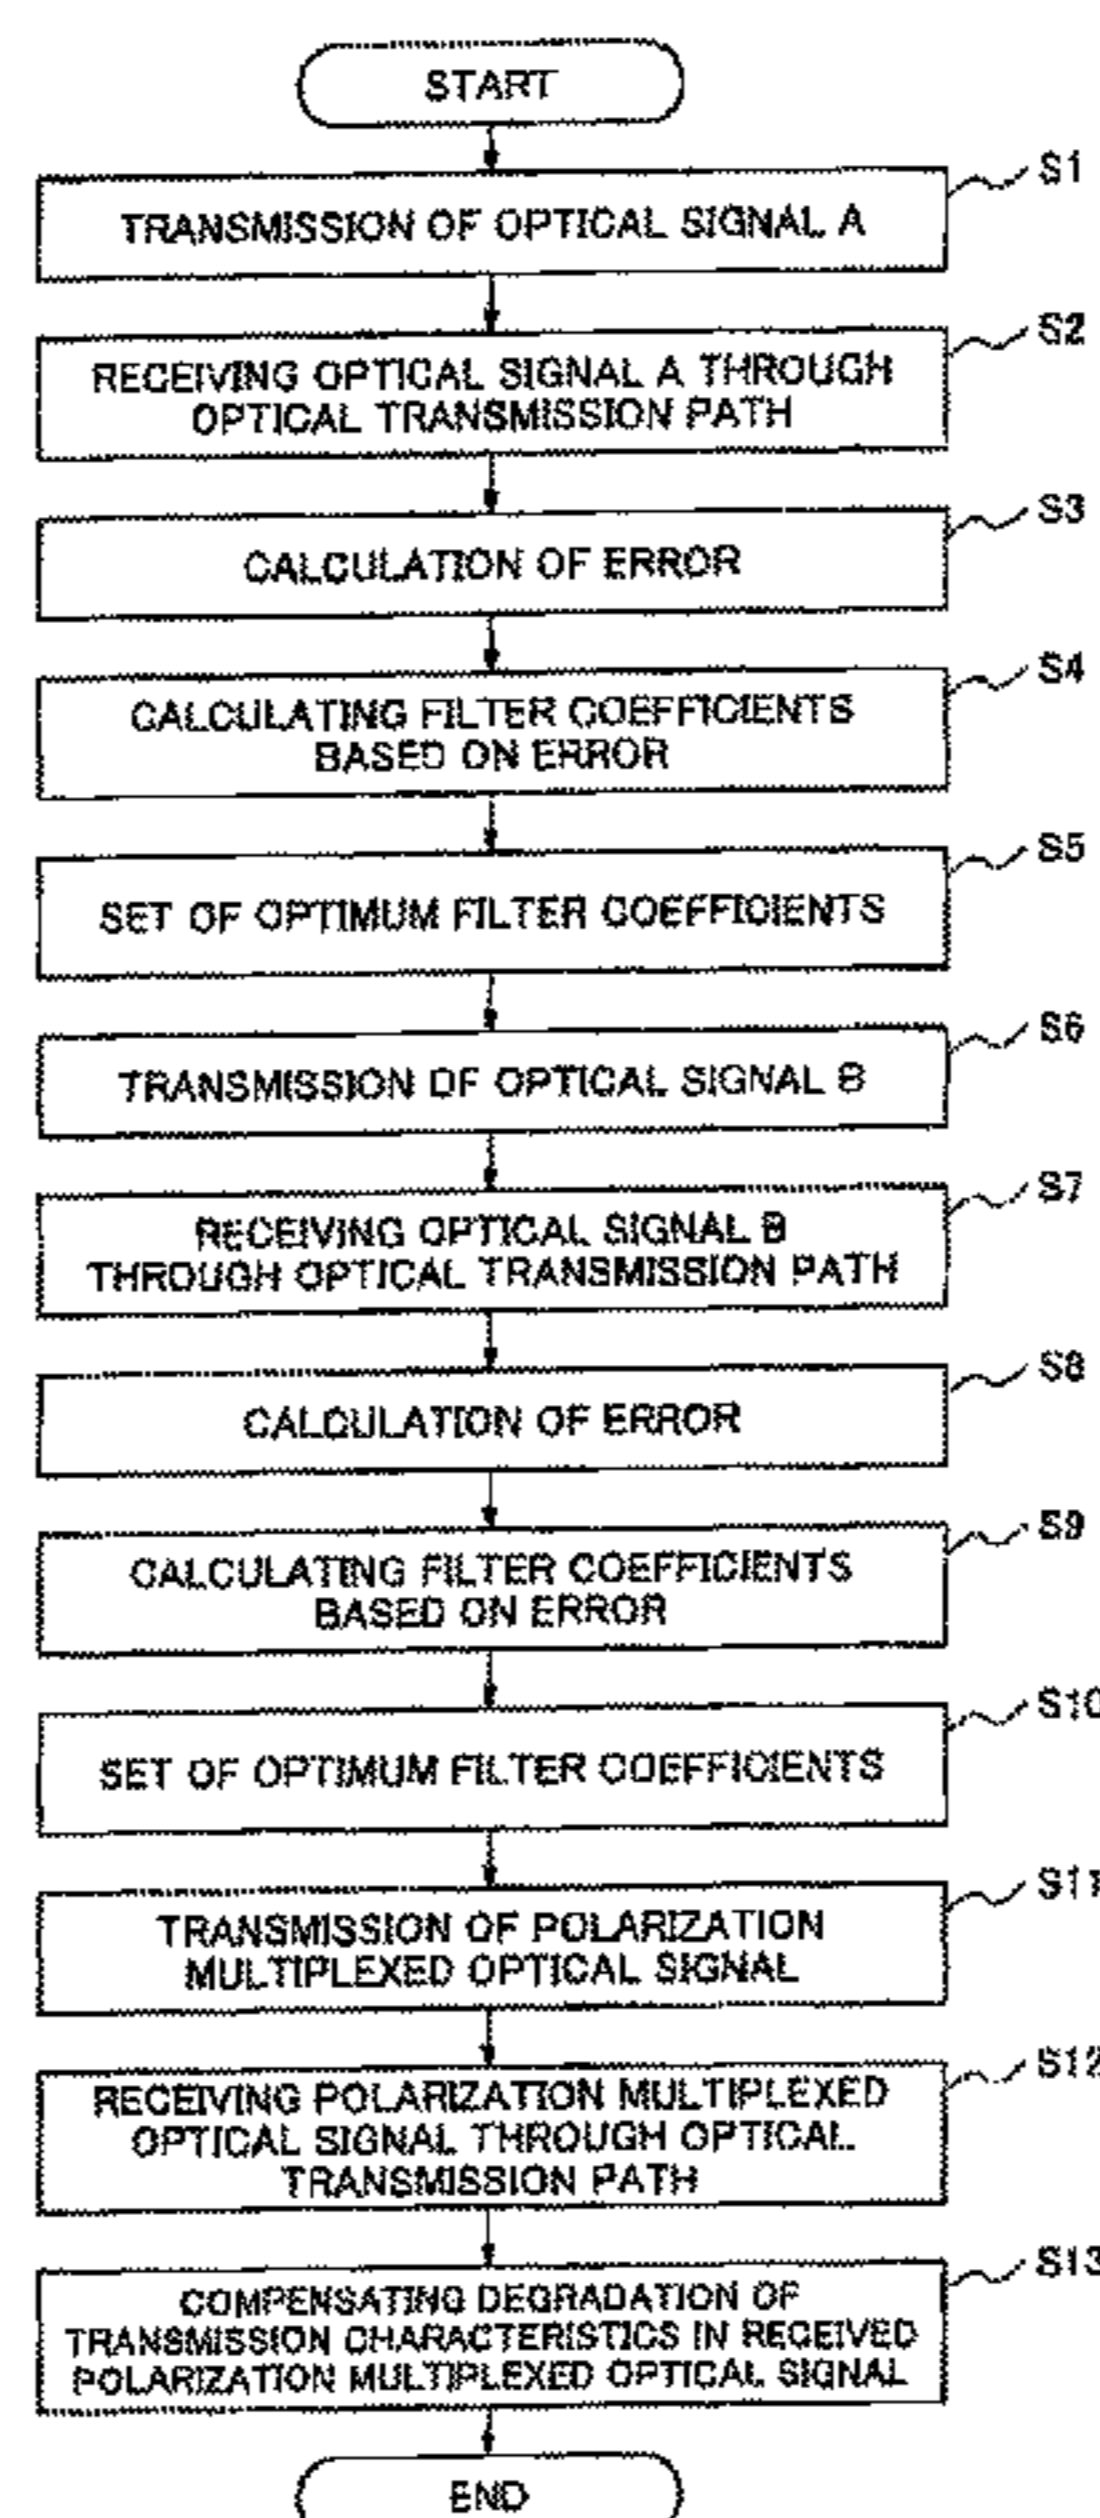 START
S1
TRANSMISSION OF OPTICAL SIGNAL A
S2
RECEIVING OPTICAL SIGNAL A THROUGH
OPTICAL TRANSMISSION PATH
S3
CALCULATION OF ERROR
S4
CALCULATING FILTER COEFFICIENTS
BASED ON ERROR
S5
SET OF OPTIMUM FILTER COEFFICIENTS
S6
TRANSMISSION OF OPTICAL SIGNAL B
S7
RECEIVING OPTICAL SIGNAL B
THROUGH OPTICAL TRANSMISSION PATH
S8
CALCULATION OF ERROR
S9
CALCULATING FILTER COEFFICIENTS
BASED ON ERROR
S10
SET OF OPTIMUM FILTER COEFFICIENTS
S11
TRANSMISSION OF POLARIZATION
MULTIPLEXED OPTICAL SIGNAL
S12
RECEIVING POLARIZATION MULTIPLEXED
OPTICAL SIGNAL THROUGH OPTICAL
TRANSMISSION PATH
S13
COMPENSATING DEGRADATION OF
TRANSMISSION CHARACTERISTICS IN RECEIVED
POLARIZATION MULTIPLEXED OPTICAL SIGNAL
END